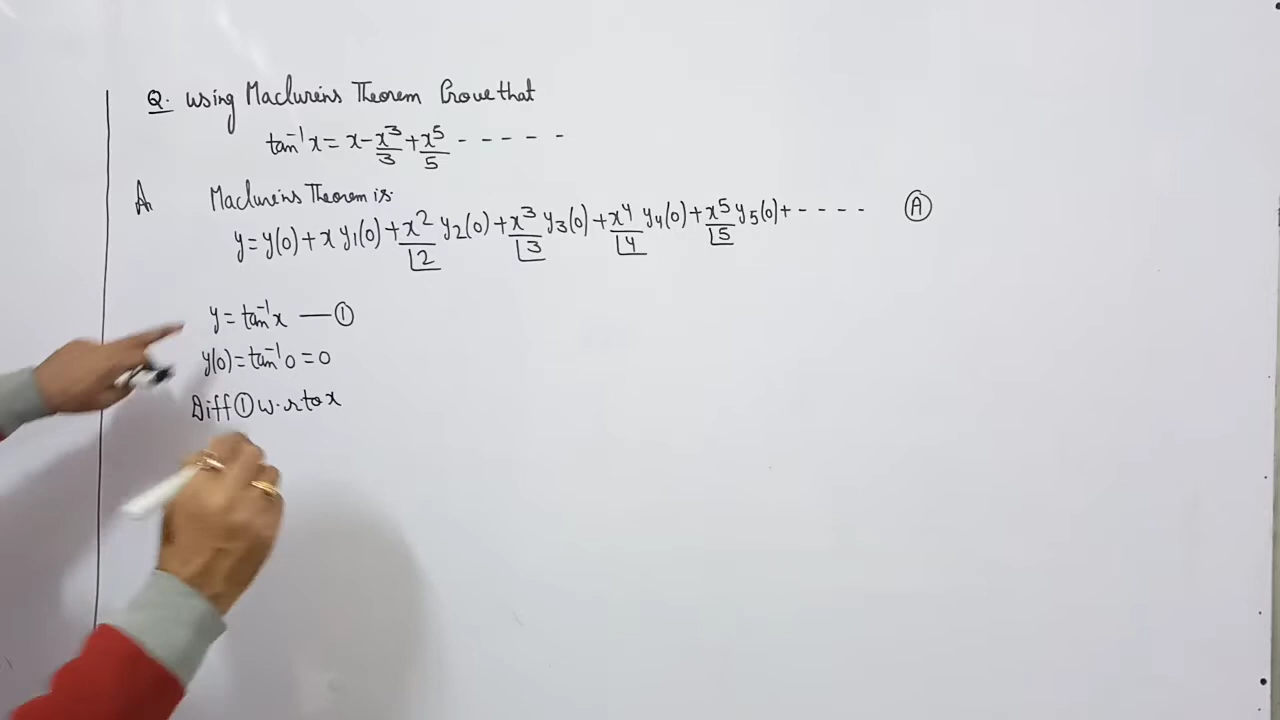 Q. using Maclureins Theorem Prove that
tan⁻¹x = x - x³/3 + x⁵/5 - - - - - -
A Maclureins Theorem is.
y = y(0) + x y₁(0) + x²/⌊2 y₂(0) + x³/⌊3 y₃(0) + x⁴/⌊4 y₄(0) + x⁵/⌊5 y₅(0) + - - - - Ⓐ
y = tan⁻¹x — ①
y(0) = tan⁻¹0 = 0
Diff ① w.r to x